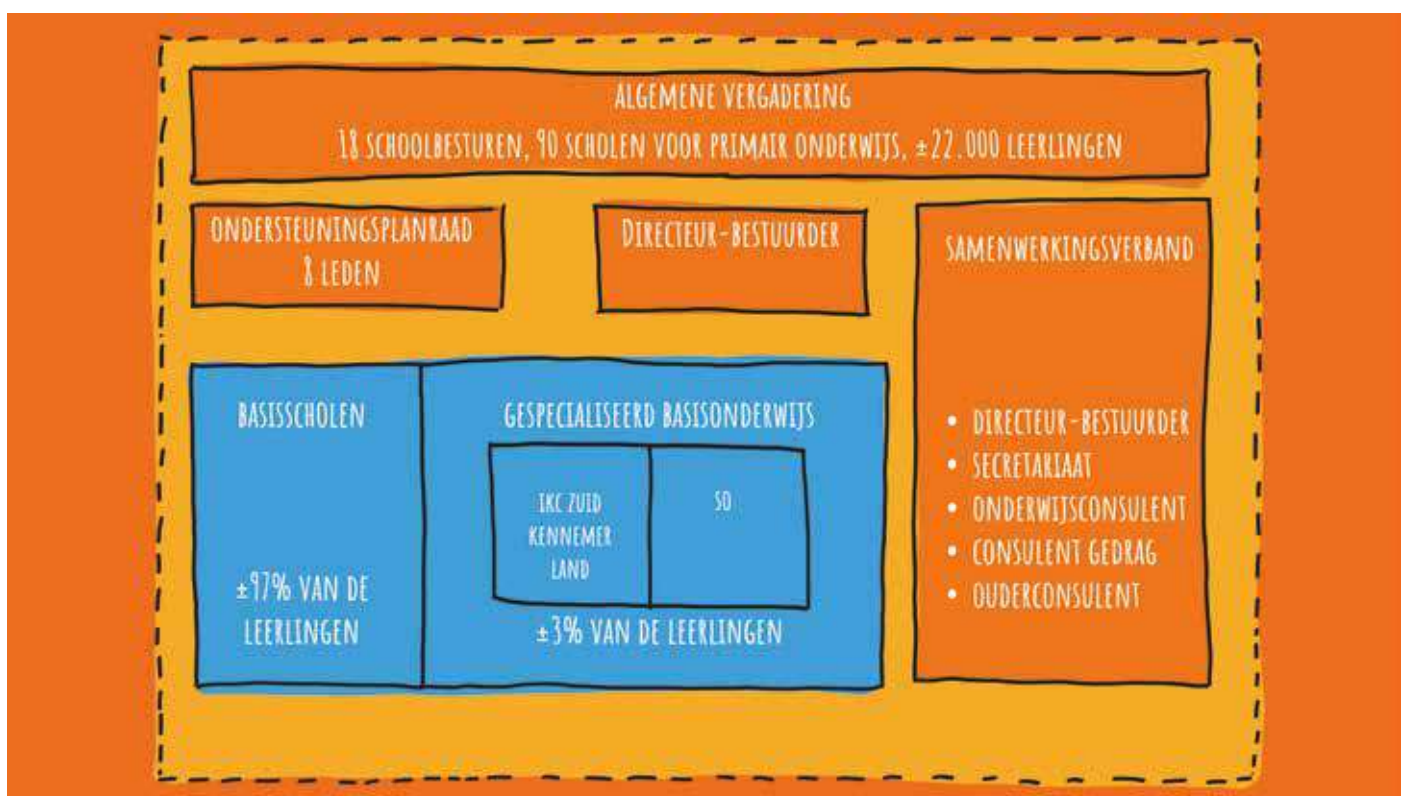 ALGEMENE VERGADERING
18 SCHOOLBESTUREN, 90 SCHOLEN VOOR PRIMAIR ONDERWIJS, ±22.000 LEERLINGEN
ONDERSTEUNINGSPLANRAAD
8 LEDEN
DIRECTEUR-BESTUURDER
SAMENWERKINGSVERBAND
• DIRECTEUR-BESTUURDER
• SECRETARIAAT
• ONDERWIJSCONSULENT
• CONSULENT GEDRAG
• OUDERCONSULENT
BASISSCHOLEN
±97% VAN DE
LEERLINGEN
GESPECIALISEERD BASISONDERWIJS
IKC ZUID
KENNEMER
LAND
SO
±3% VAN DE LEERLINGEN